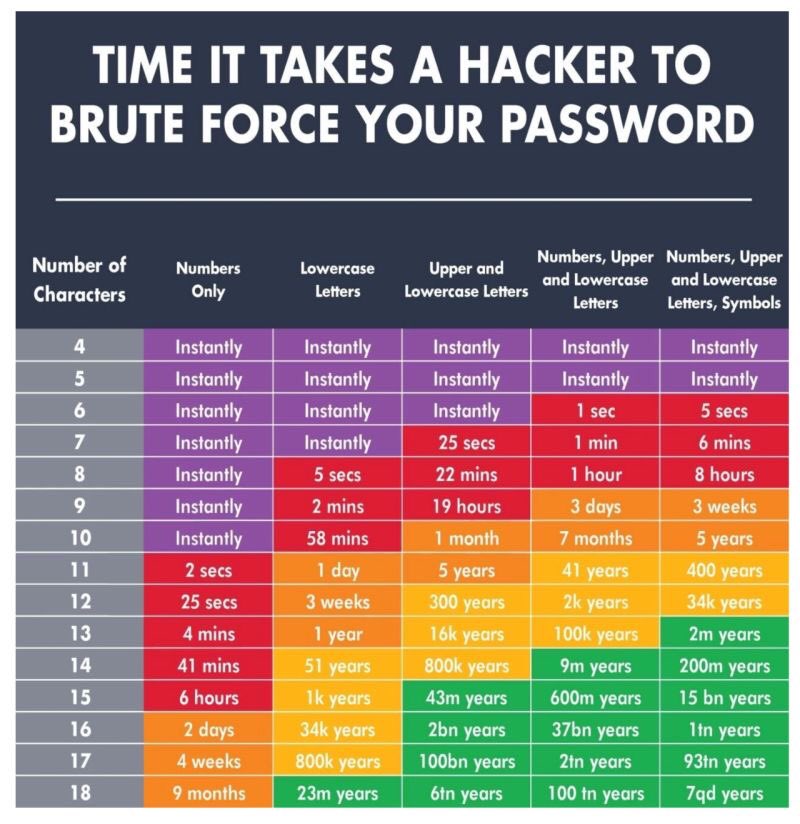 TIME IT TAKES A HACKER TO
BRUTE FORCE YOUR PASSWORD
Number of Characters Numbers Only Lowercase Letters Upper and Lowercase Letters Numbers, Upper and Lowercase Letters Numbers, Upper and Lowercase Letters, Symbols
4 Instantly Instantly Instantly Instantly Instantly
5 Instantly Instantly Instantly Instantly Instantly
6 Instantly Instantly Instantly 1 sec 5 secs
7 Instantly Instantly 25 secs 1 min 6 mins
8 Instantly 5 secs 22 mins 1 hour 8 hours
9 Instantly 2 mins 19 hours 3 days 3 weeks
10 Instantly 58 mins 1 month 7 months 5 years
11 2 secs 1 day 5 years 41 years 400 years
12 25 secs 3 weeks 300 years 2k years 34k years
13 4 mins 1 year 16k years 100k years 2m years
14 41 mins 51 years 800k years 9m years 200m years
15 6 hours 1k years 43m years 600m years 15 bn years
16 2 days 34k years 2bn years 37bn years 1tn years
17 4 weeks 800k years 100bn years 2tn years 93tn years
18 9 months 23m years 6tn years 100 tn years 7qd years